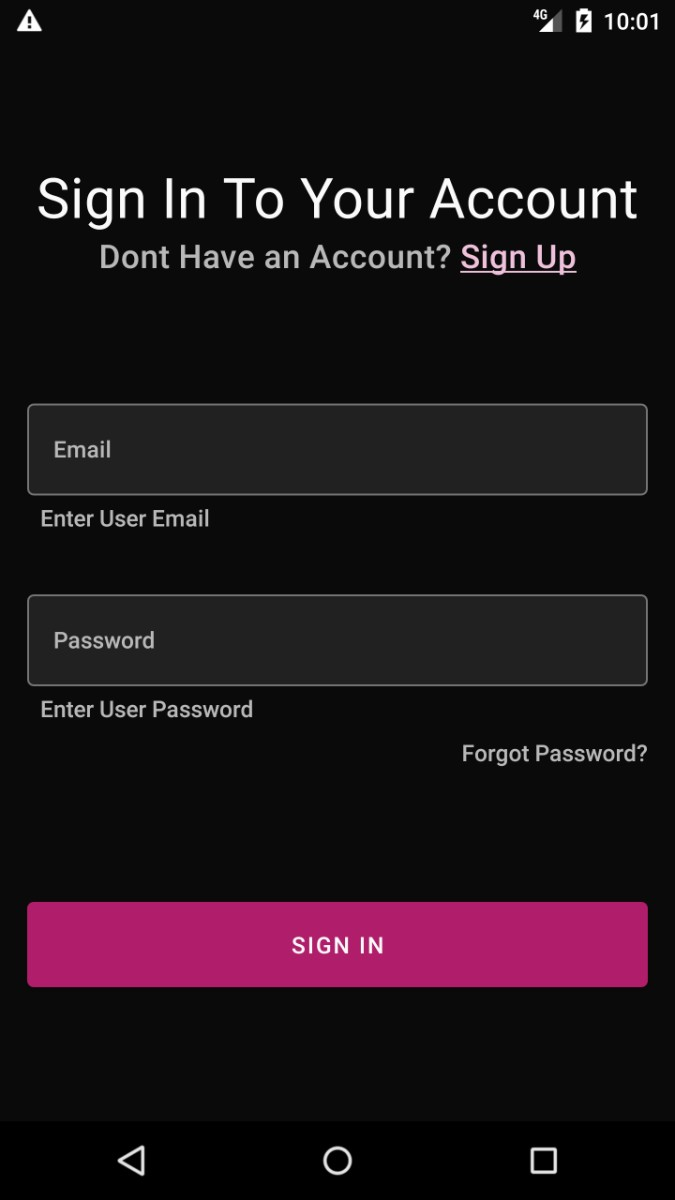 4G 10:01
Sign In To Your Account
Dont Have an Account? Sign Up
Email
Enter User Email
Password
Enter User Password
Forgot Password?
SIGN IN